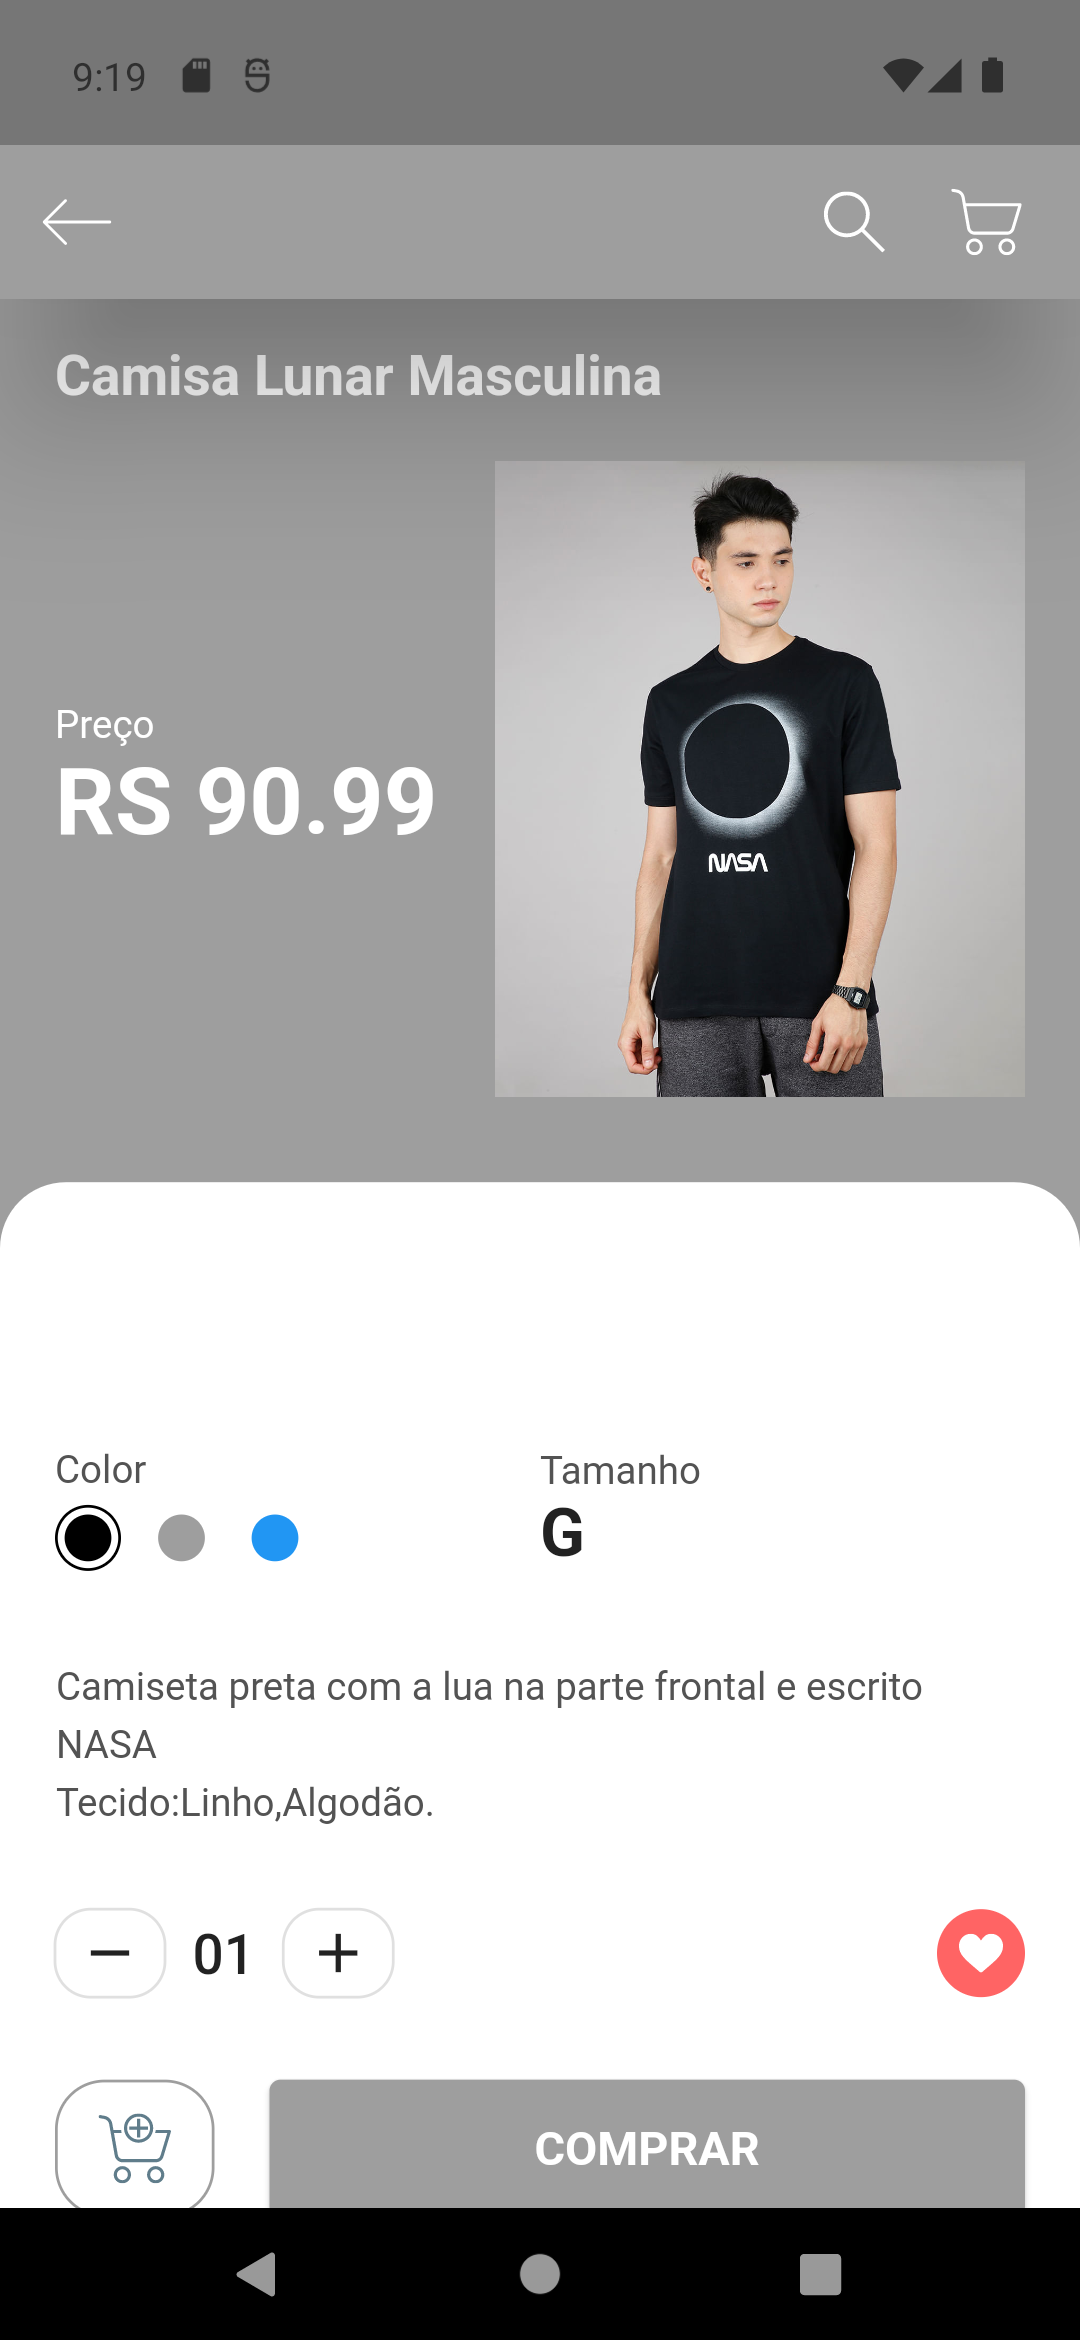 9:19
Camisa Lunar Masculina
Preço
RS 90.99
NASA
Color
Tamanho
G
Camiseta preta com a lua na parte frontal e escrito
NASA
Tecido:Linho,Algodão.
01
COMPRAR